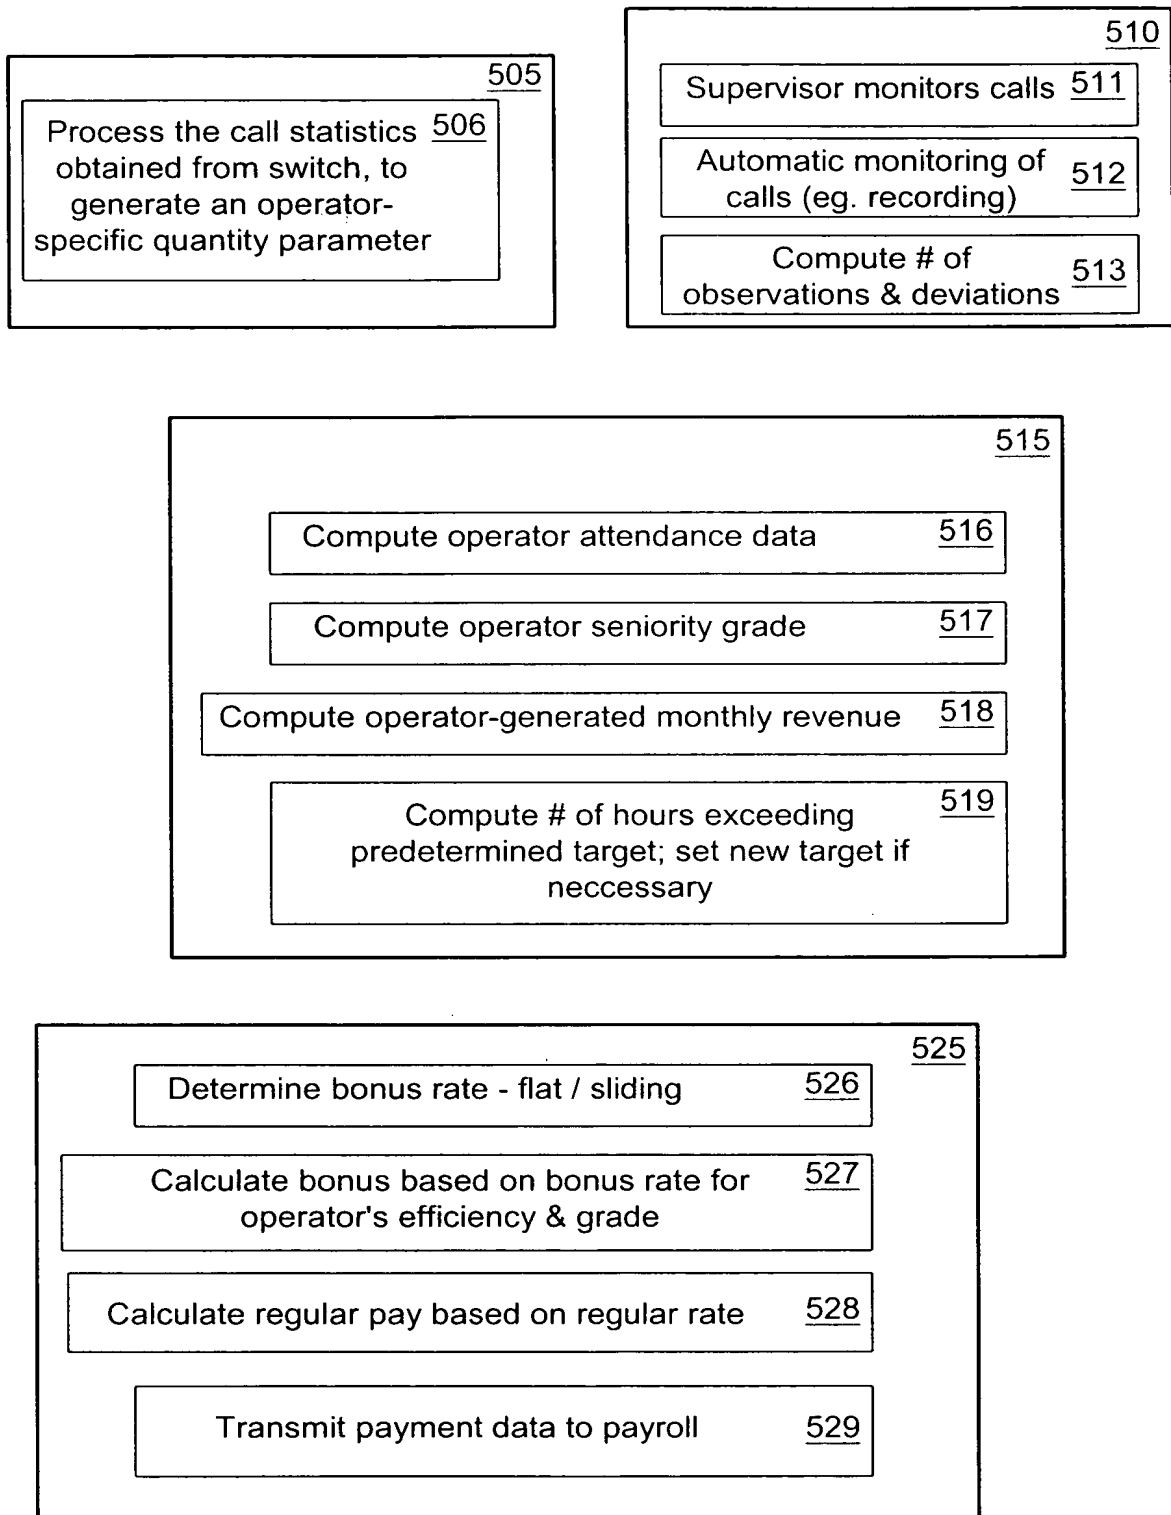 505
Process the call statistics 506
obtained from switch, to
generate an operator-
specific quantity parameter
510
Supervisor monitors calls 511
Automatic monitoring of
calls (eg. recording) 512
Compute # of
observations & deviations 513
515
Compute operator attendance data 516
Compute operator seniority grade 517
Compute operator-generated monthly revenue 518
519
Compute # of hours exceeding
predetermined target; set new target if
neccessary
525
Determine bonus rate - flat / sliding 526
Calculate bonus based on bonus rate for 527
operator's efficiency & grade
Calculate regular pay based on regular rate 528
Transmit payment data to payroll 529